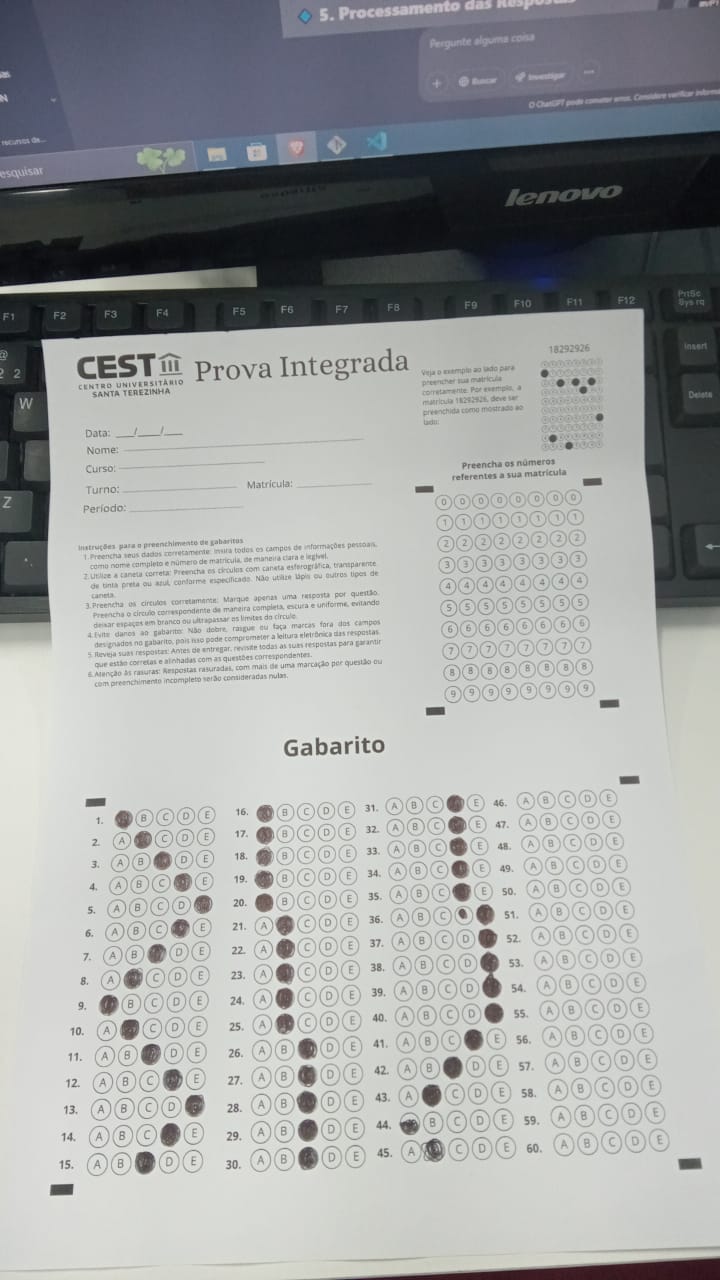 5. Processamento das Respostas
Pergunte alguma coisa
Buscar
Investigar
O ChatGPT pode cometer erros. Considere verificar
recursos de...
esquisar
lenovo
F1 F2 F3 F4 F5 F6 F7 F8 F9 F10 F11 F12 PrtSc
Sys rq
Insert
Delete
@
2 2
W
Z
CEST
CENTRO UNIVERSITÁRIO
SANTA TEREZINHA
Prova Integrada
Veja o exemplo ao lado para
preencher sua matrícula
corretamente. Por exemplo, a
matrícula 18292926, deve ser
preenchida como mostrado ao
lado:
18292926
Data: ___/___/___
Nome:
Curso:
Turno: Matrícula:
Período:
Preencha os números
referentes a sua matrícula
0 0 0 0 0 0 0 0
1 1 1 1 1 1 1 1
2 2 2 2 2 2 2 2
3 3 3 3 3 3 3 3
4 4 4 4 4 4 4 4
5 5 5 5 5 5 5 5
6 6 6 6 6 6 6 6
7 7 7 7 7 7 7 7
8 8 8 8 8 8 8 8
9 9 9 9 9 9 9 9
Instruções para o preenchimento de gabaritos
1. Preencha seus dados corretamente: Insira todos os campos de informações pessoais,
como nome completo e número de matrícula, de maneira clara e legível.
2. Utilize a caneta correta: Preencha os círculos com caneta esferográfica, transparente,
de tinta preta ou azul, conforme especificado. Não utilize lápis ou outros tipos de
caneta.
3. Preencha os círculos corretamente: Marque apenas uma resposta por questão.
Preencha o círculo correspondente de maneira completa, escura e uniforme, evitando
deixar espaços em branco ou ultrapassar os limites do círculo.
4. Evite danos ao gabarito: Não dobre, rasgue ou faça marcas fora dos campos
designados no gabarito, pois isso pode comprometer a leitura eletrônica das respostas.
5. Reveja suas respostas: Antes de entregar, revisite todas as suas respostas para garantir
que estão corretas e alinhadas com as questões correspondentes.
6. Atenção às rasuras: Respostas rasuradas, com mais de uma marcação por questão ou
com preenchimento incompleto serão consideradas nulas.
Gabarito
1. B C D E
2. A C D E
3. A B D E
4. A B C E
5. A B C D
6. A B C E
7. A B D E
8. A C D E
9. B C D E
10. A C D E
11. A B D E
12. A B C E
13. A B C D
14. A B C E
15. A B D E
16. B C D E
17. B C D E
18. B C D E
19. B C D E
20. B C D E
21. A C D E
22. A C D E
23. A C D E
24. A C D E
25. A C D E
26. A B D E
27. A B D E
28. A B D E
29. A B D E
30. A B D E
31. A B C E
32. A B C E
33. A B C E
34. A B C E
35. A B C E
36. A B C
37. A B C D
38. A B C D
39. A B C D
40. A B C D
41. A B C E
42. A B D E
43. A C D E
44. B C D E
45. A C D E
46. A B C D E
47. A B C D E
48. A B C D E
49. A B C D E
50. A B C D E
51. A B C D E
52. A B C D E
53. A B C D E
54. A B C D E
55. A B C D E
56. A B C D E
57. A B C D E
58. A B C D E
59. A B C D E
60. A B C D E